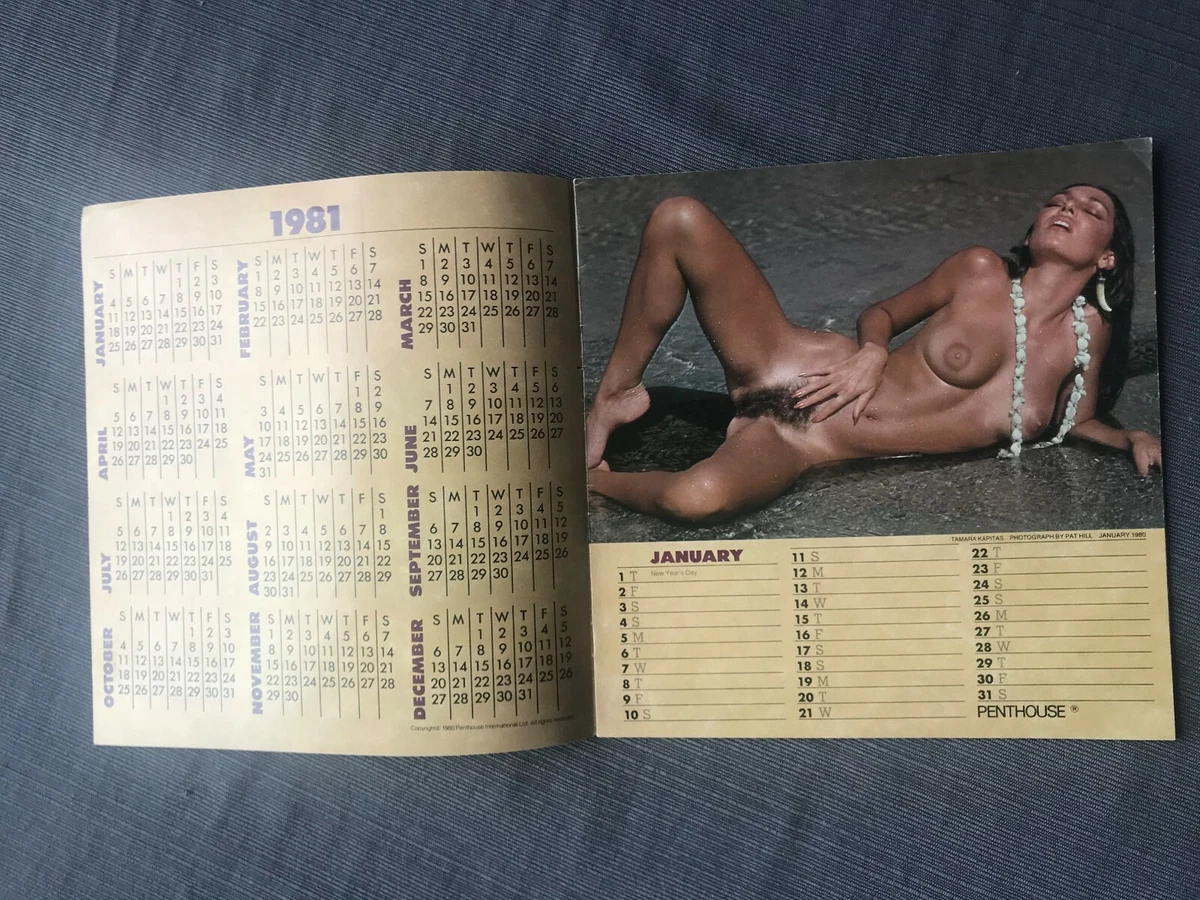 1981
JANUARY
S M T W T F S
1 2 3
4 5 6 7 8 9 10
11 12 13 14 15 16 17
18 19 20 21 22 23 24
25 26 27 28 29 30 31
FEBRUARY
S M T W T F S
1 2 3 4 5 6 7
8 9 10 11 12 13 14
15 16 17 18 19 20 21
22 23 24 25 26 27 28
MARCH
S M T W T F S
1 2 3 4 5 6 7
8 9 10 11 12 13 14
15 16 17 18 19 20 21
22 23 24 25 26 27 28
29 30 31
APRIL
S M T W T F S
1 2 3 4
5 6 7 8 9 10 11
12 13 14 15 16 17 18
19 20 21 22 23 24 25
26 27 28 29 30
MAY
S M T W T F S
1 2
3 4 5 6 7 8 9
10 11 12 13 14 15 16
17 18 19 20 21 22 23
24 25 26 27 28 29 30
31
JUNE
S M T W T F S
1 2 3 4 5 6
7 8 9 10 11 12 13
14 15 16 17 18 19 20
21 22 23 24 25 26 27
28 29 30
JULY
S M T W T F S
1 2 3 4
5 6 7 8 9 10 11
12 13 14 15 16 17 18
19 20 21 22 23 24 25
26 27 28 29 30 31
AUGUST
S M T W T F S
1
2 3 4 5 6 7 8
9 10 11 12 13 14 15
16 17 18 19 20 21 22
23 24 25 26 27 28 29
30 31
SEPTEMBER
S M T W T F S
1 2 3 4 5
6 7 8 9 10 11 12
13 14 15 16 17 18 19
20 21 22 23 24 25 26
27 28 29 30
OCTOBER
S M T W T F S
1 2 3
4 5 6 7 8 9 10
11 12 13 14 15 16 17
18 19 20 21 22 23 24
25 26 27 28 29 30 31
NOVEMBER
S M T W T F S
1 2 3 4 5 6 7
8 9 10 11 12 13 14
15 16 17 18 19 20 21
22 23 24 25 26 27 28
29 30
DECEMBER
S M T W T F S
1 2 3 4 5
6 7 8 9 10 11 12
13 14 15 16 17 18 19
20 21 22 23 24 25 26
27 28 29 30 31
Copyright© 1980 Penthouse International Ltd. All rights reserved
TAMARA KAPITAS PHOTOGRAPH BY PAT HILL JANUARY 1980
JANUARY
1 T New Year's Day
2 F
3 S
4 S
5 M
6 T
7 W
8 T
9 F
10 S
11 S
12 M
13 T
14 W
15 T
16 F
17 S
18 S
19 M
20 T
21 W
22 T
23 F
24 S
25 S
26 M
27 T
28 W
29 T
30 F
31 S
PENTHOUSE ®